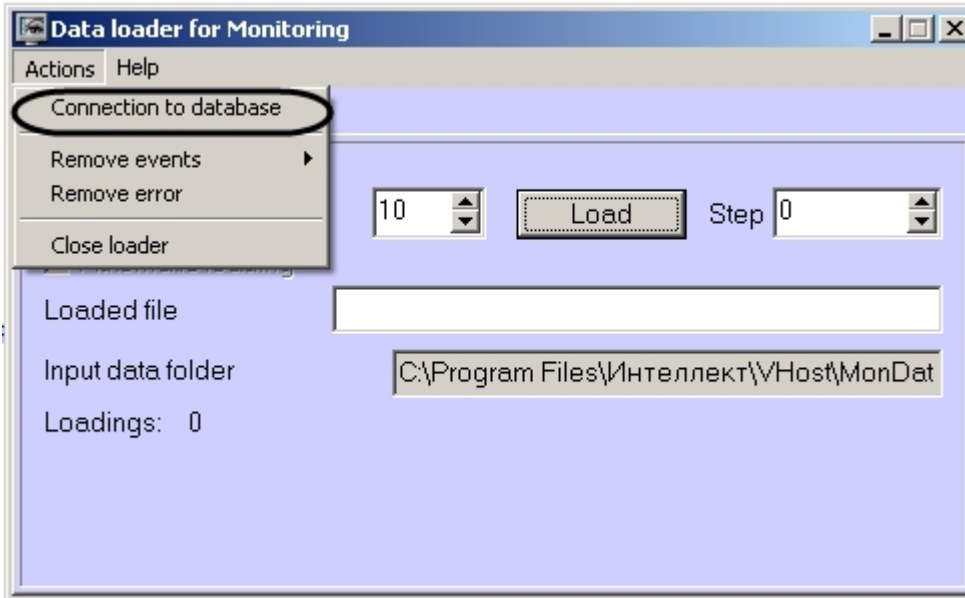 Data loader for Monitoring
Actions Help
Connection to database
Remove events
Remove error
Close loader
10 Load Step 0
Loaded file
Input data folder C:\Program Files\Интеллект\VHost\MonDat
Loadings: 0